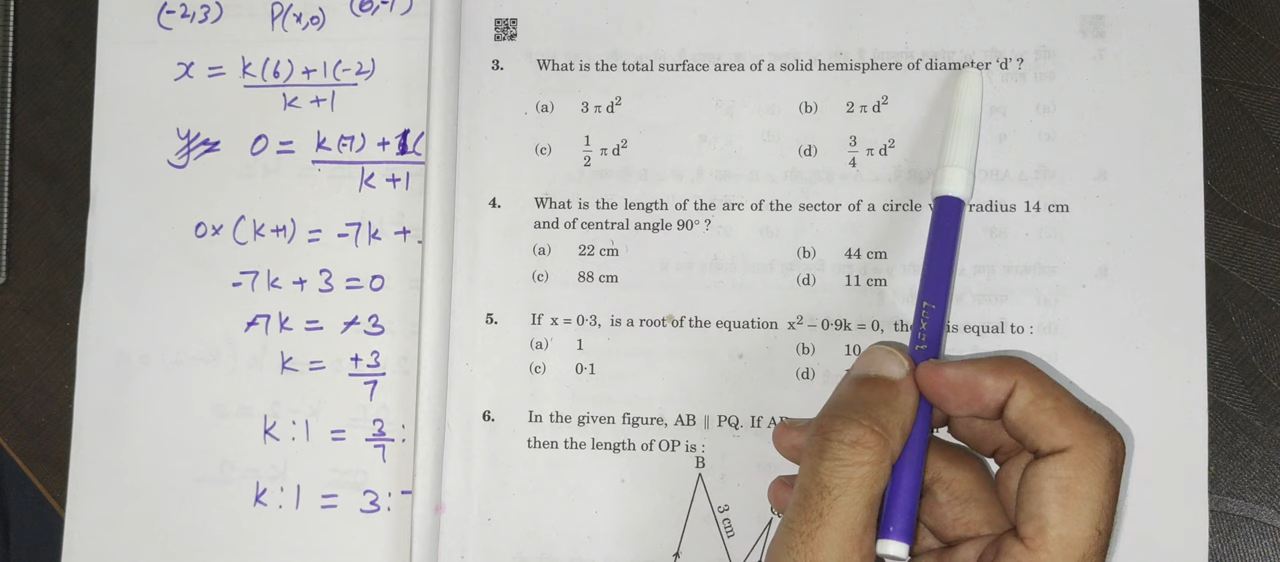 (-2,3) P(x,0)
x = k(6)+1(-2)
k+1
0 = k(-7) +
k+1
0×(k+1) = -7k +
-7k + 3 = 0
-7k = -3
k = +3
7
k:1 = 3 :
7
k:1 = 3:
3. What is the total surface area of a solid hemisphere of diameter 'd' ?
(a) 3 π d² (b) 2 π d²
(c) 1/2 π d² (d) 3/4 π d²
4. What is the length of the arc of the sector of a circle radius 14 cm
and of central angle 90° ?
(a) 22 cm (b) 44 cm
(c) 88 cm (d) 11 cm
5. If x = 0·3, is a root of the equation x² – 0·9k = 0, is equal to :
(a) 1 (b) 10
(c) 0·1 (d)
6. In the given figure, AB || PQ. If
then the length of OP is :
B
3 cm